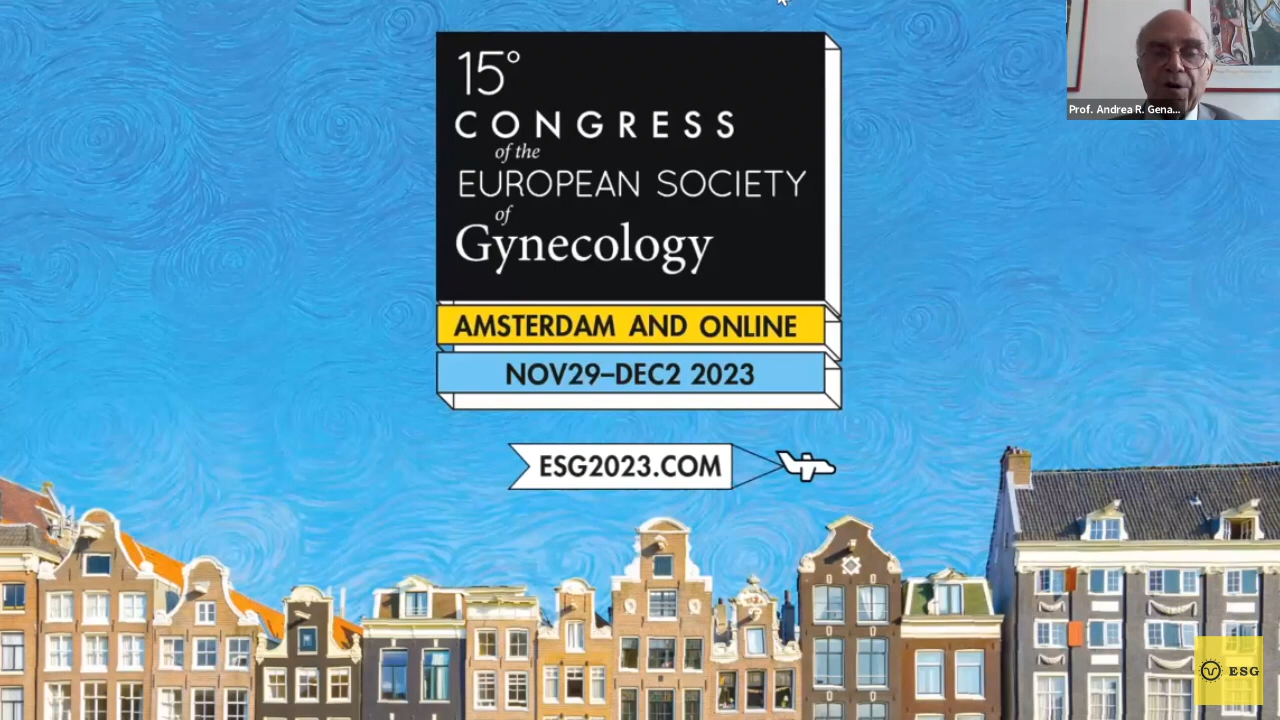 15°
CONGRESS
of the
EUROPEAN SOCIETY
of
Gynecology
AMSTERDAM AND ONLINE
NOV29–DEC2 2023
ESG2023.COM
Prof. Andrea R. Gena...
ESG